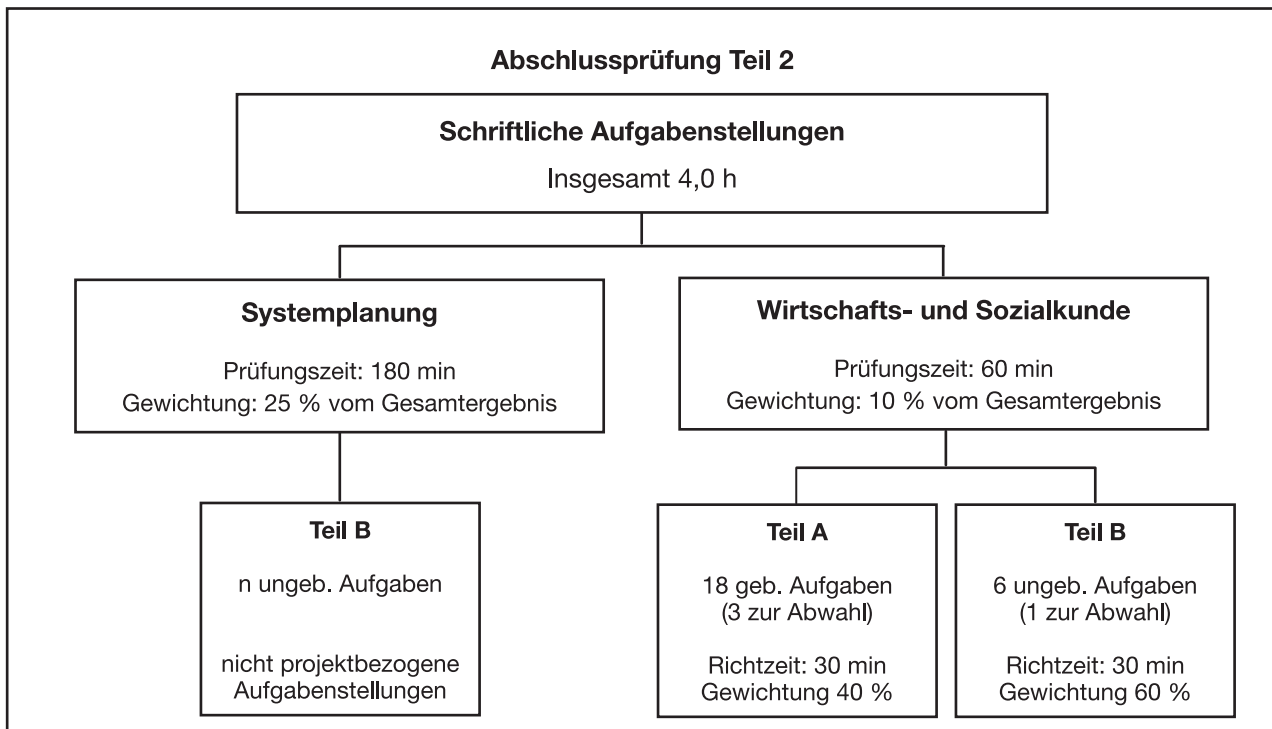 Abschlussprüfung Teil 2
Schriftliche Aufgabenstellungen
Insgesamt 4,0 h
Systemplanung
Prüfungszeit: 180 min
Gewichtung: 25 % vom Gesamtergebnis
Wirtschafts- und Sozialkunde
Prüfungszeit: 60 min
Gewichtung: 10 % vom Gesamtergebnis
Teil B
n ungeb. Aufgaben
nicht projektbezogene
Aufgabenstellungen
Teil A
18 geb. Aufgaben
(3 zur Abwahl)
Richtzeit: 30 min
Gewichtung 40 %
Teil B
6 ungeb. Aufgaben
(1 zur Abwahl)
Richtzeit: 30 min
Gewichtung 60 %